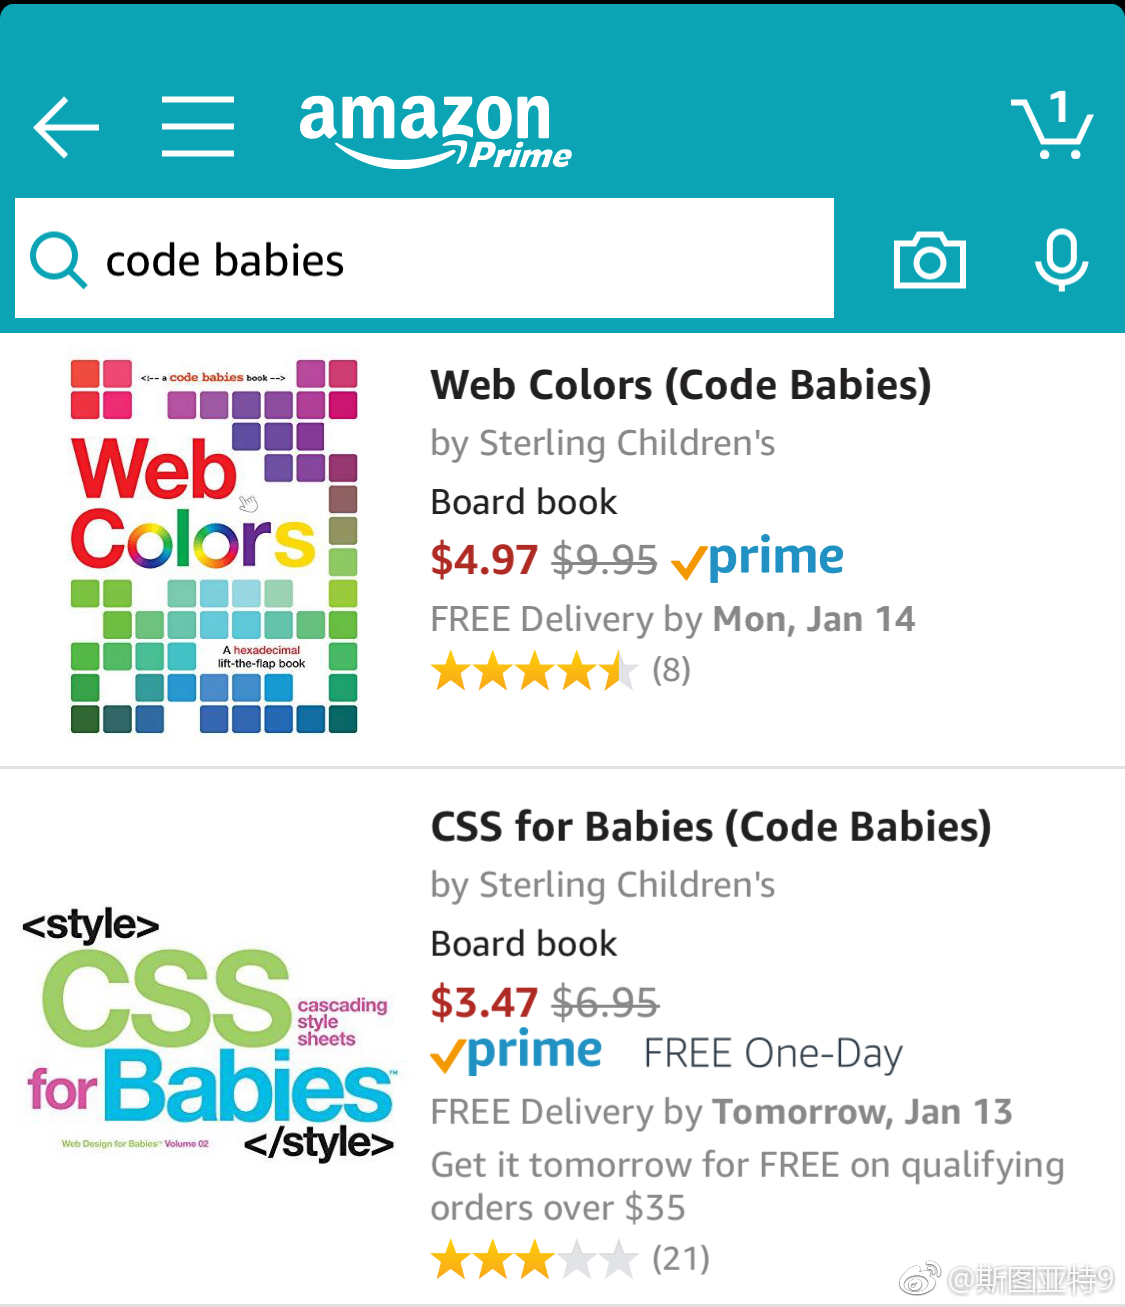 amazon
Prime
1
code babies
<!-- a code babies book -->
Web
Colors
A hexadecimal
lift-the-flap book
Web Colors (Code Babies)
by Sterling Children's
Board book
$4.97 $9.95 prime
FREE Delivery by Mon, Jan 14
(8)
<style>
CSS
cascading
style
sheets
for Babies™
Web Design for Babies™ Volume 02
</style>
CSS for Babies (Code Babies)
by Sterling Children's
Board book
$3.47 $6.95
prime FREE One-Day
FREE Delivery by Tomorrow, Jan 13
Get it tomorrow for FREE on qualifying
orders over $35
(21)
@斯图亚特9